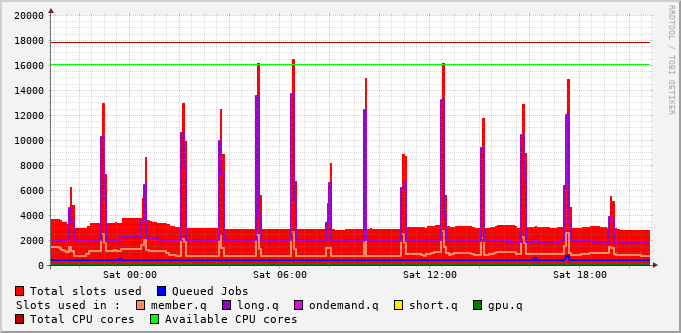 20000
18000
16000
14000
12000
10000
8000
6000
4000
2000
0
Sat 00:00 Sat 06:00 Sat 12:00 Sat 18:00
RRDTOOL / TOBI OETIKER
Total slots used Queued Jobs
Slots used in : member.q long.q ondemand.q short.q gpu.q
Total CPU cores Available CPU cores